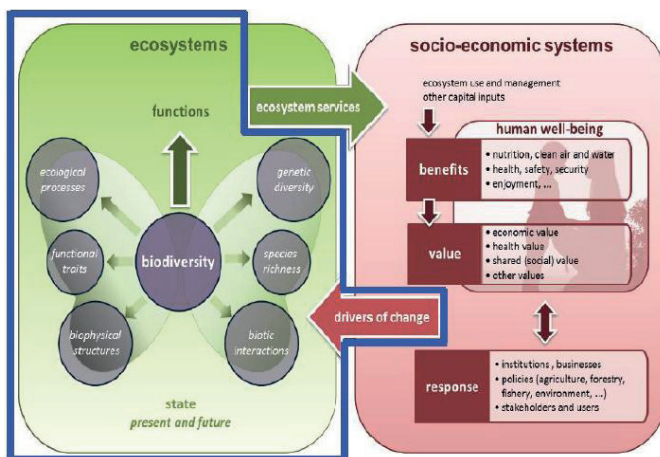 ecosystems
functions
ecological
processes
genetic
diversity
functional
traits
biodiversity
species
richness
biophysical
structures
biotic
interactions
state
present and future
ecosystem services
drivers of change
socio-economic systems
ecosystem use and management
other capital inputs
human well-being
benefits
• nutrition, clean air and water
• health, safety, security
• enjoyment, ...
value
• economic value
• health value
• shared (social) value
• other values
response
• institutions , businesses
• policies (agriculture, forestry,
fishery, environment, ...)
• stakeholders and users